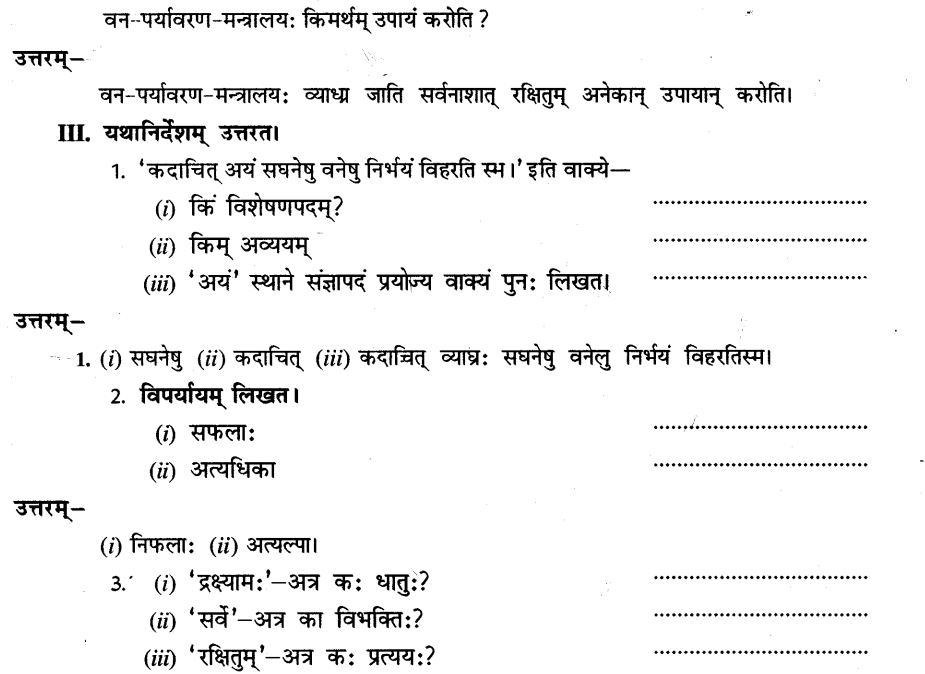 वन-पर्यावरण-मन्त्रालय: किमर्थम् उपायं करोति ?
उत्तरम्–
वन-पर्यावरण-मन्त्रालय: व्याध्र जाति सर्वनाशात् रक्षितुम् अनेकान् उपायान् करोति।
III. यथानिर्देशम् उत्तरत।
1. ‘कदाचित् अयं सघनेषु वनेषु निर्भयं विहरति स्म।’ इति वाक्ये—
(i) किं विशेषणपदम्? ....................................
(ii) किम् अव्ययम् ....................................
(iii) ‘अयं’ स्थाने संज्ञापदं प्रयोज्य वाक्यं पुन: लिखत। ....................................
उत्तरम्–
1. (i) सघनेषु (ii) कदाचित् (iii) कदाचित् व्याघ्र: सघनेषु वनेलु निर्भयं विहरतिस्म।
2. विपर्यायम् लिखत।
(i) सफला: ....................................
(ii) अत्यधिका ....................................
उत्तरम्–
(i) निफला: (ii) अत्यल्पा।
3. (i) ‘द्रक्ष्याम:’–अत्र क: धातु:? ....................................
(ii) ‘सर्वे’–अत्र का विभक्ति:? ....................................
(iii) ‘रक्षितुम्’–अत्र क: प्रत्यय:? ....................................